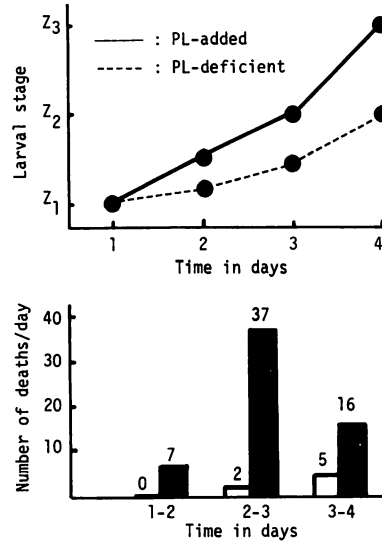 Z3
: PL-added
: PL-deficient
Z2
Z1
Larval stage
1 2 3 4
Time in days
40
30
20
10
Number of deaths/day
0 7 2 37 5 16
1-2 2-3 3-4
Time in days